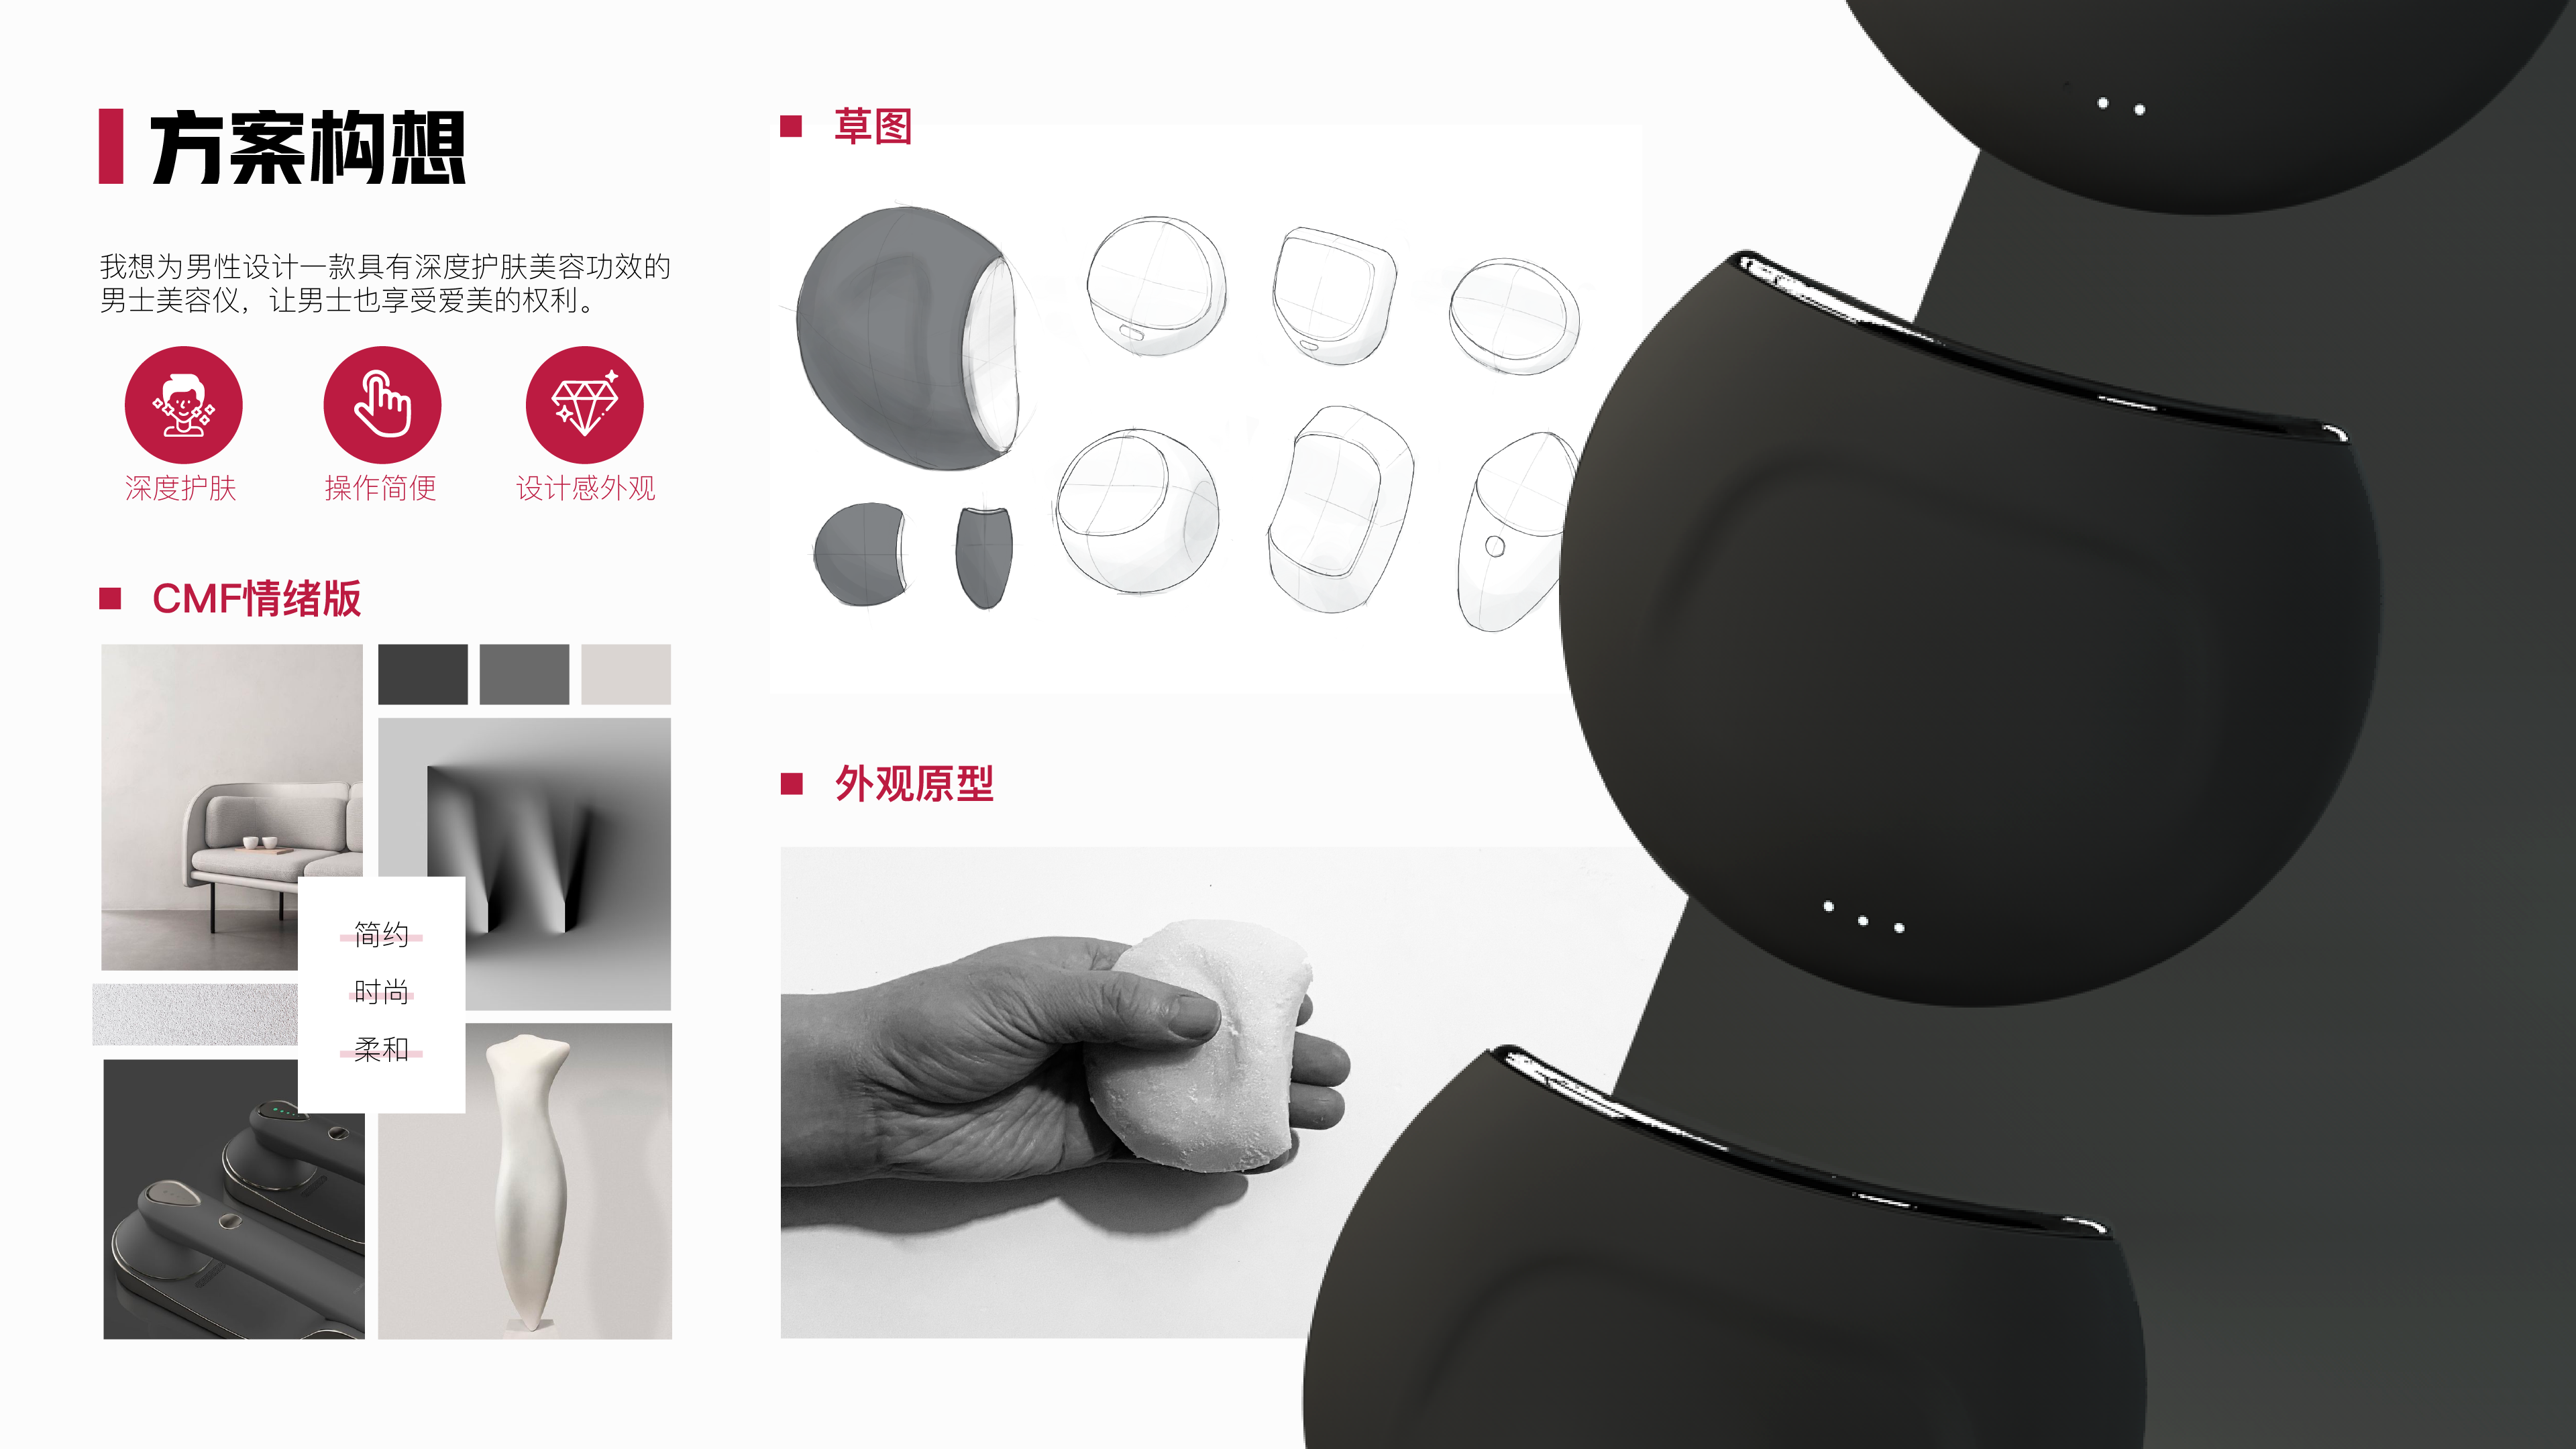 方案构想
我想为男性设计一款具有深度护肤美容功效的
男士美容仪，让男士也享受爱美的权利。
深度护肤
操作简便
设计感外观
CMF情绪版
简约
时尚
柔和
草图
外观原型